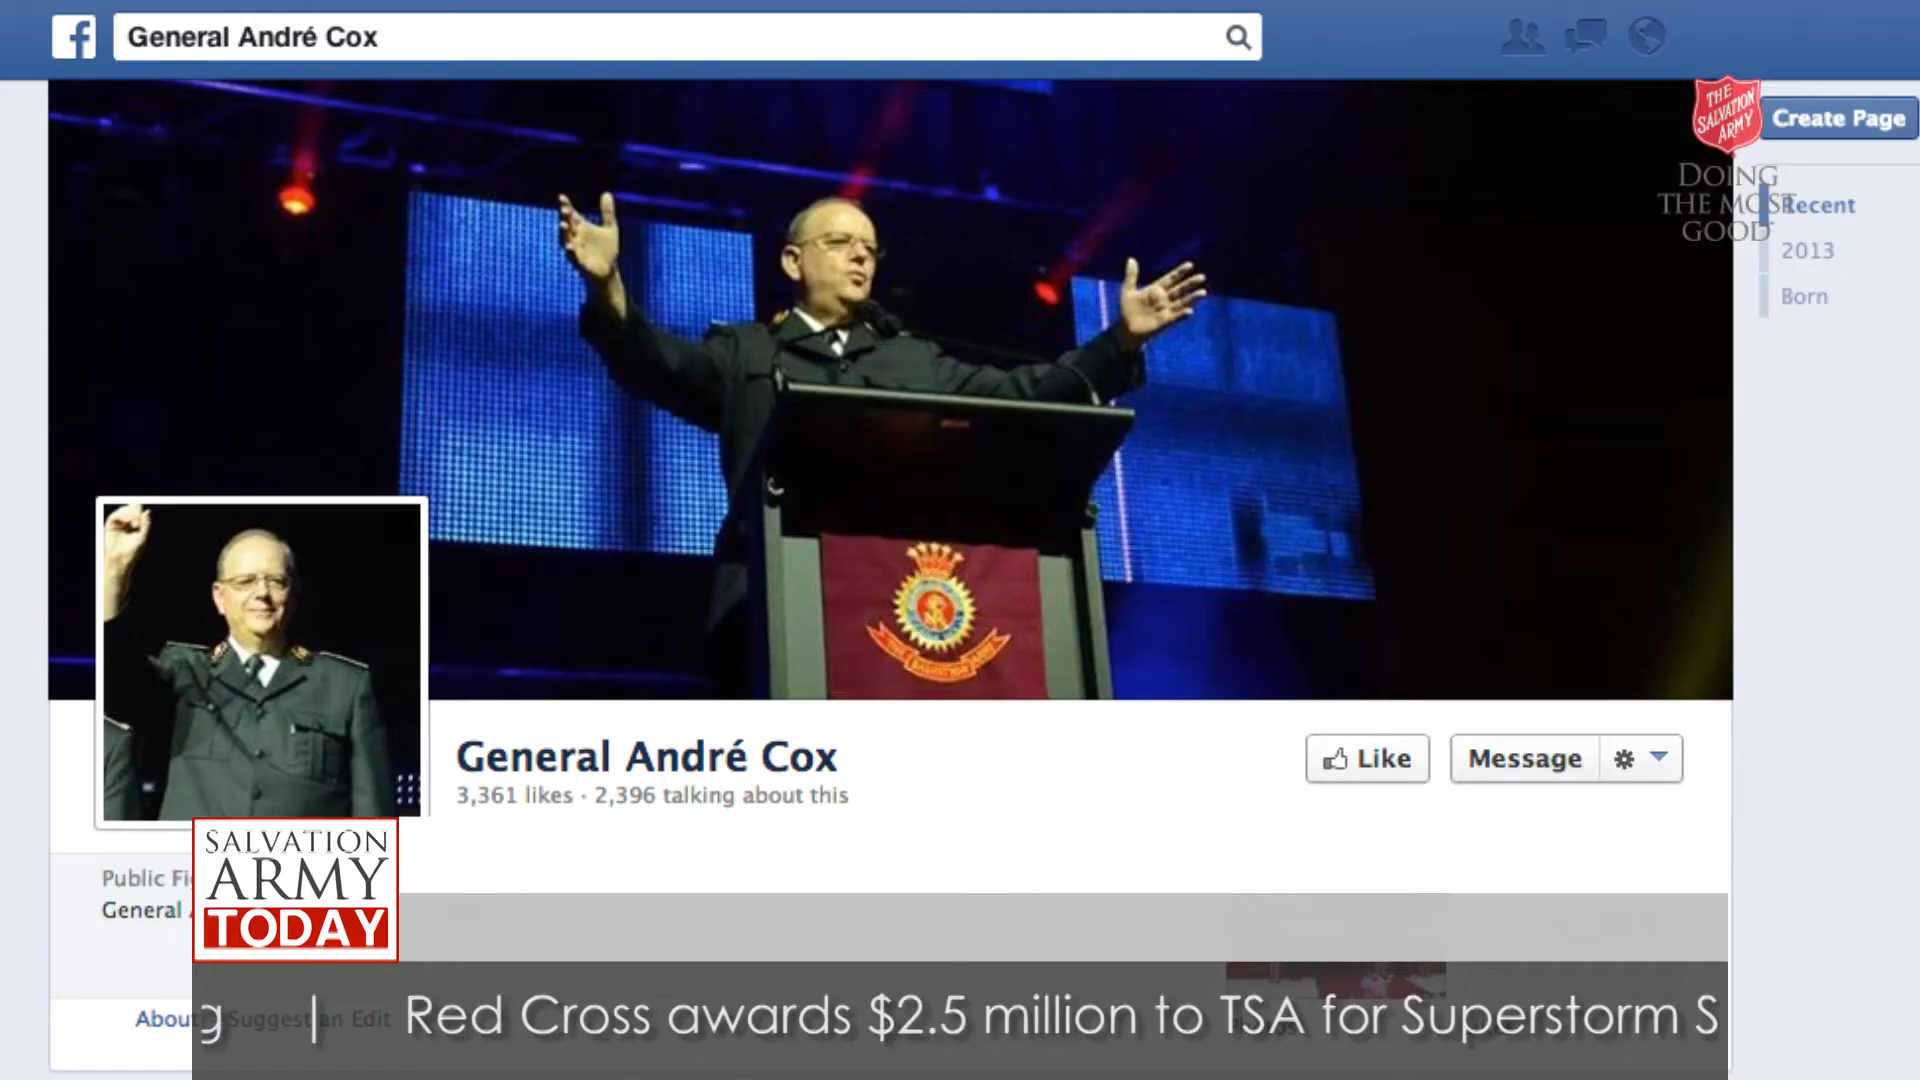 General André Cox
THE
SALVATION
ARMY
Create Page
DOING
THE MOST
GOOD
Recent
2013
Born
General André Cox
3,361 likes · 2,396 talking about this
Like
Message
Public Fi
General
SALVATION
ARMY
TODAY
About
Suggest an Edit
g | Red Cross awards $2.5 million to TSA for Superstorm S